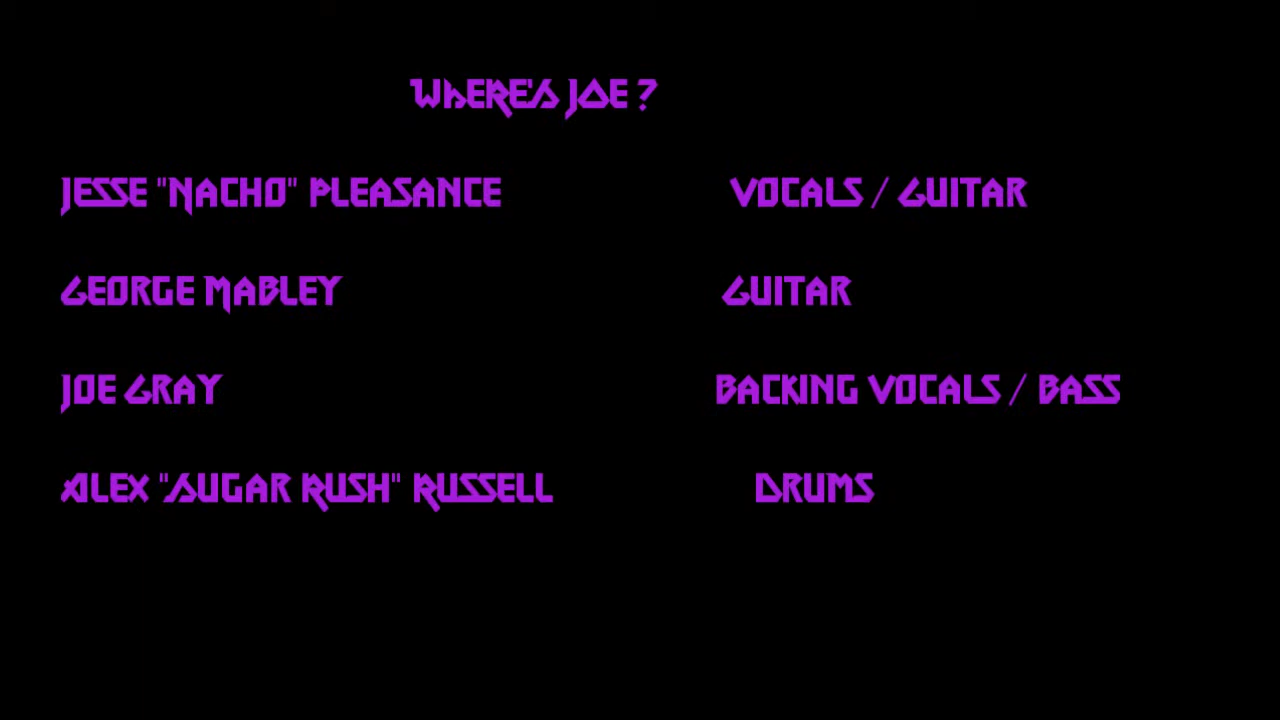 Where's Joe ?
Jesse "Nacho" Pleasance Vocals / Guitar
George Mabley Guitar
Joe Gray Backing Vocals / Bass
Alex "Sugar Rush" Russell Drums